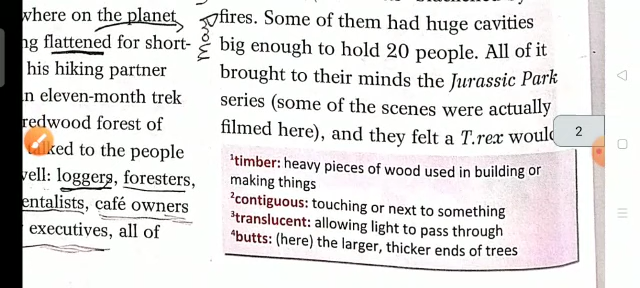 where on the planet
ng flattened for short-
his hiking partner
n eleven-month trek
redwood forest of
ked to the people
vell: loggers, foresters,
entalists, café owners
executives, all of
fires. Some of them had huge cavities
big enough to hold 20 people. All of it
brought to their minds the Jurassic Park
series (some of the scenes were actually
filmed here), and they felt a T.rex would
¹timber: heavy pieces of wood used in building or
making things
²contiguous: touching or next to something
³translucent: allowing light to pass through
⁴butts: (here) the larger, thicker ends of trees
2